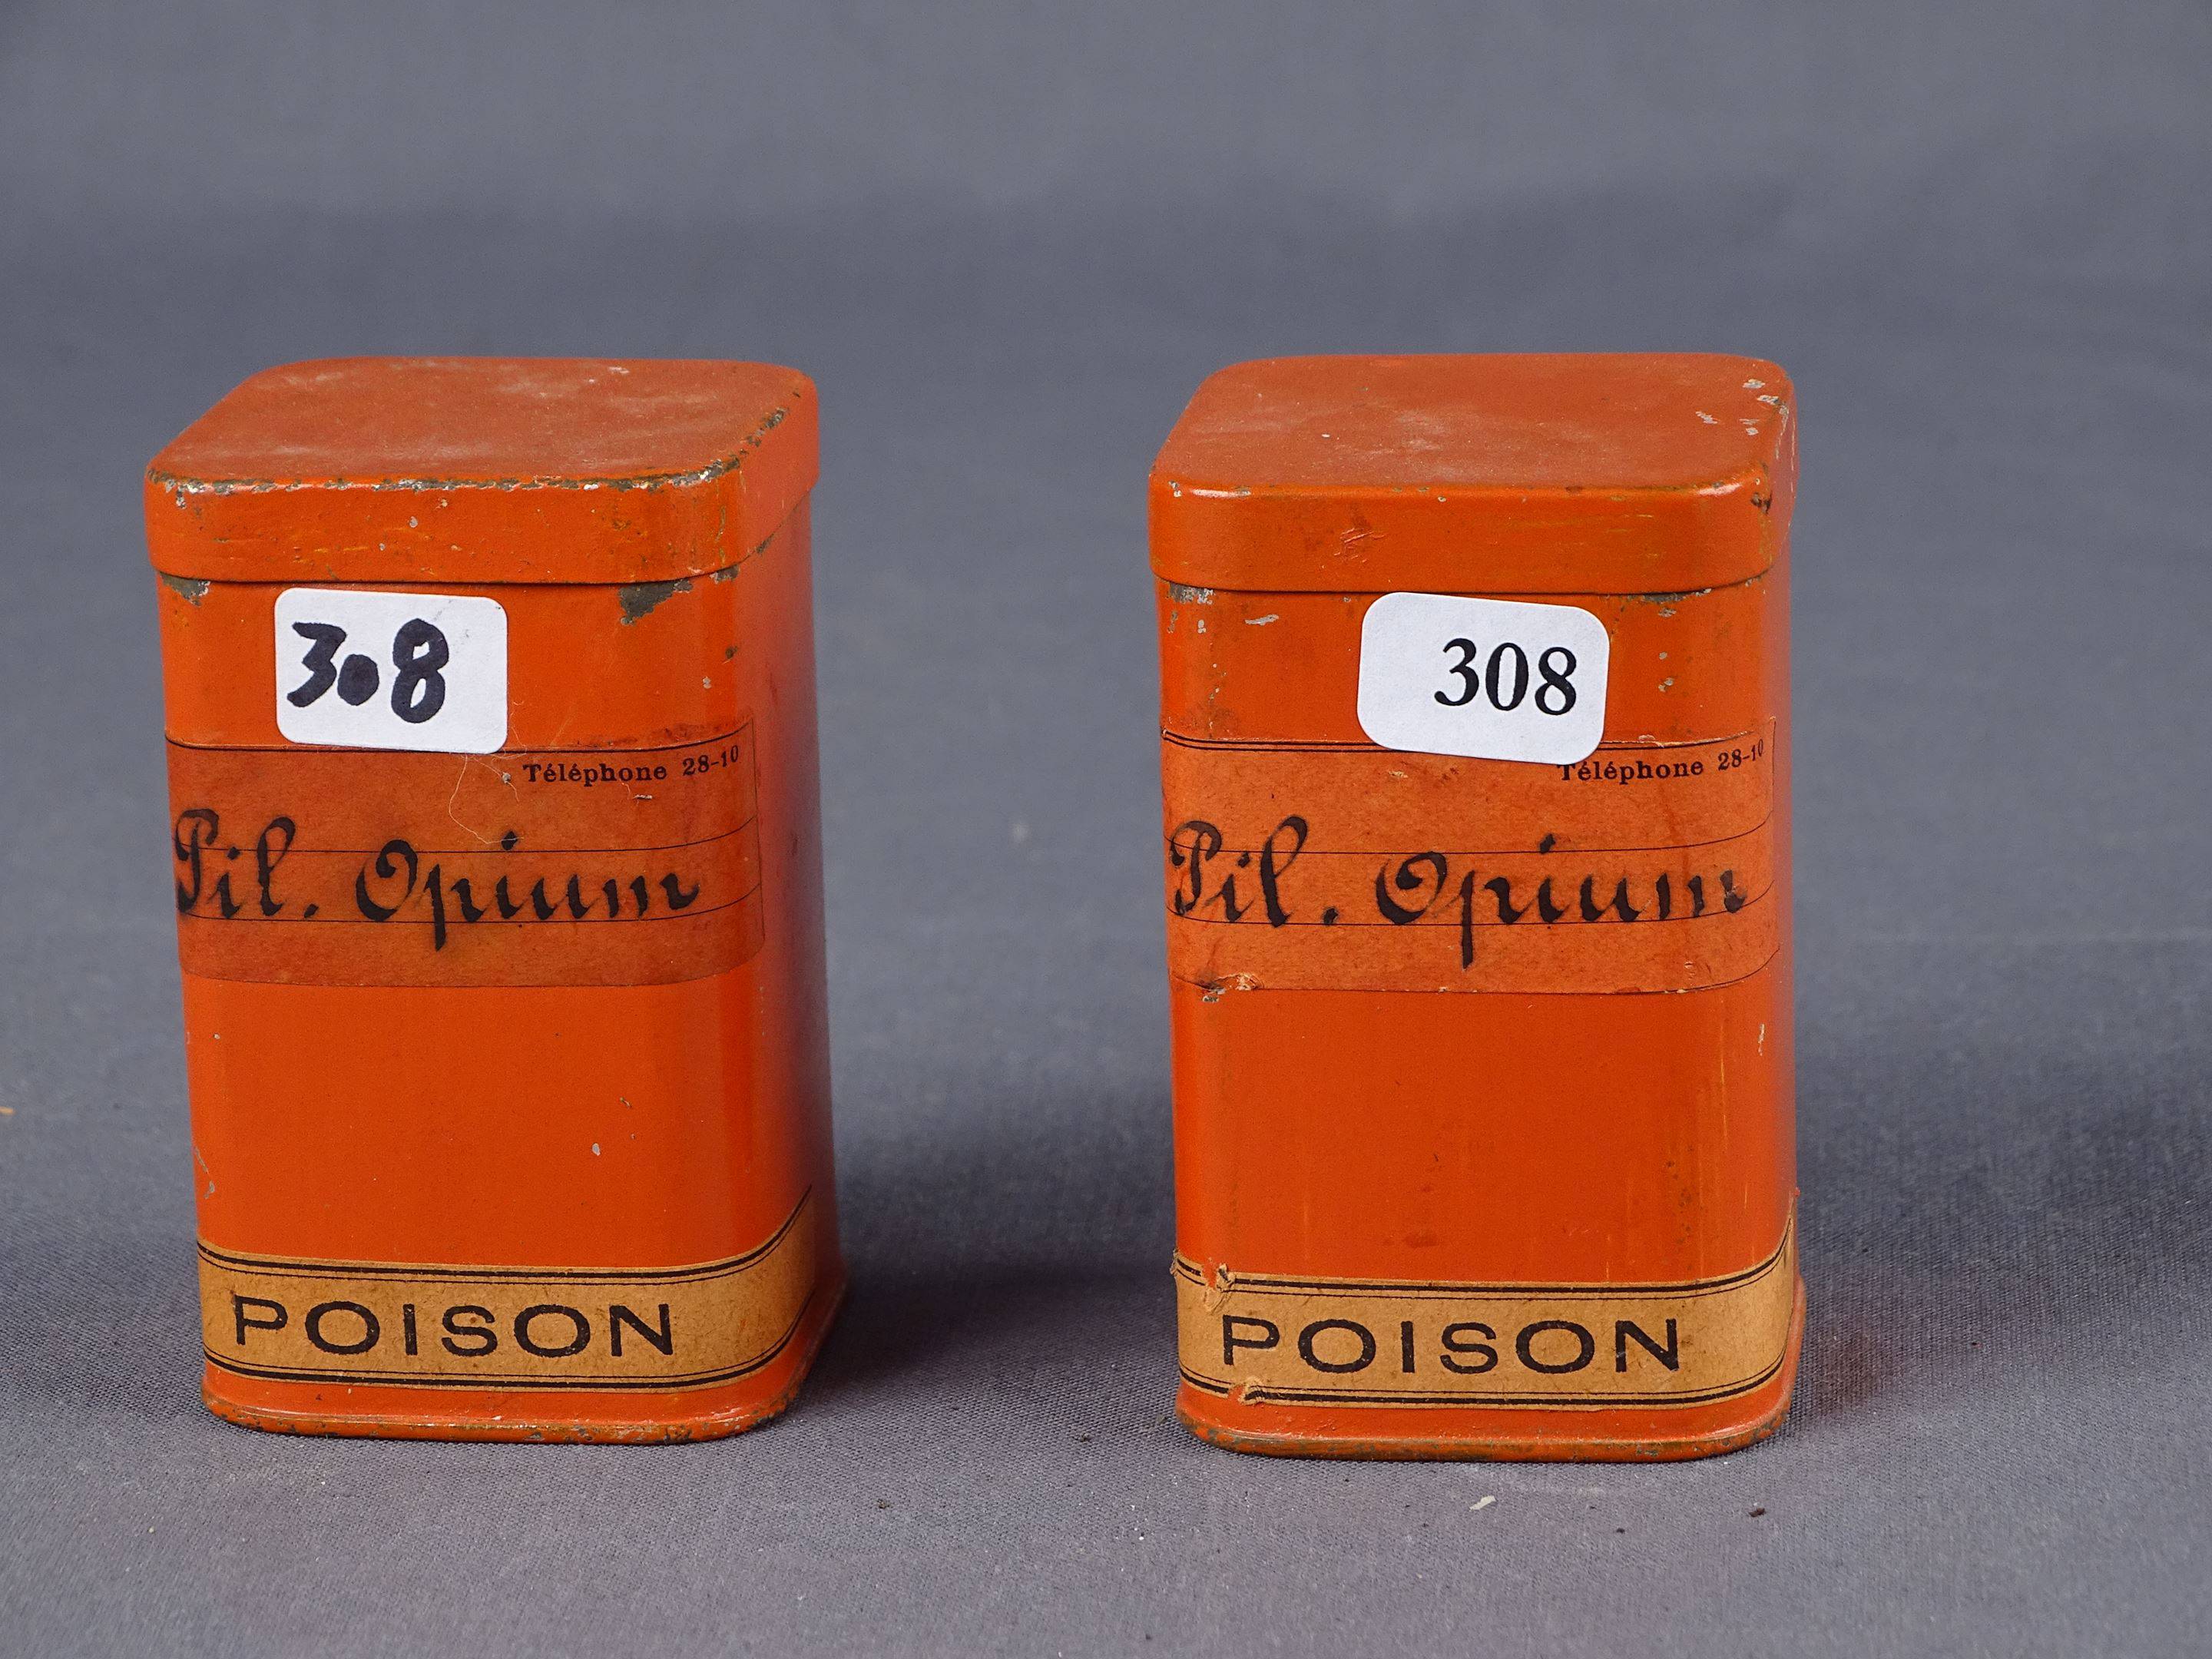 308
Téléphone 28-10
Pil. Opium
POISON
308
Téléphone 28-10
Pil. Opium
POISON